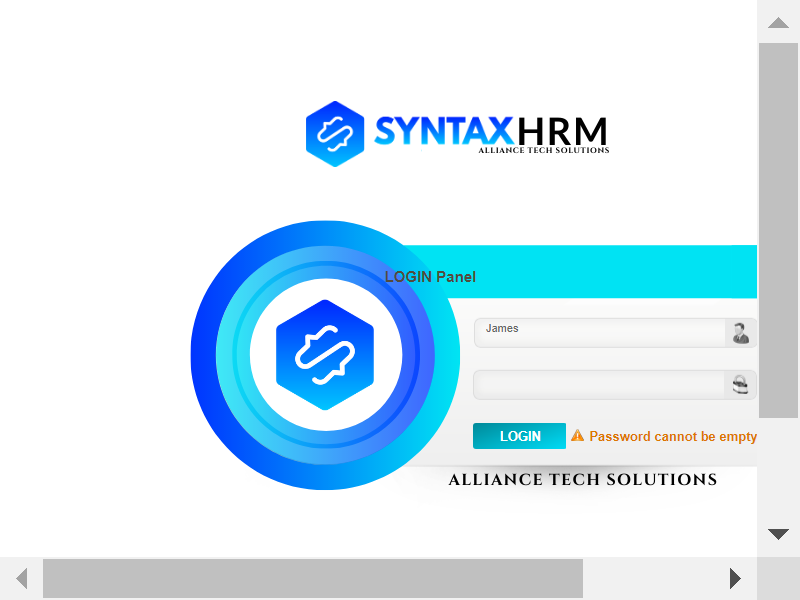 SYNTAXHRM
ALLIANCE TECH SOLUTIONS
LOGIN Panel
James
LOGIN
Password cannot be empty
ALLIANCE TECH SOLUTIONS